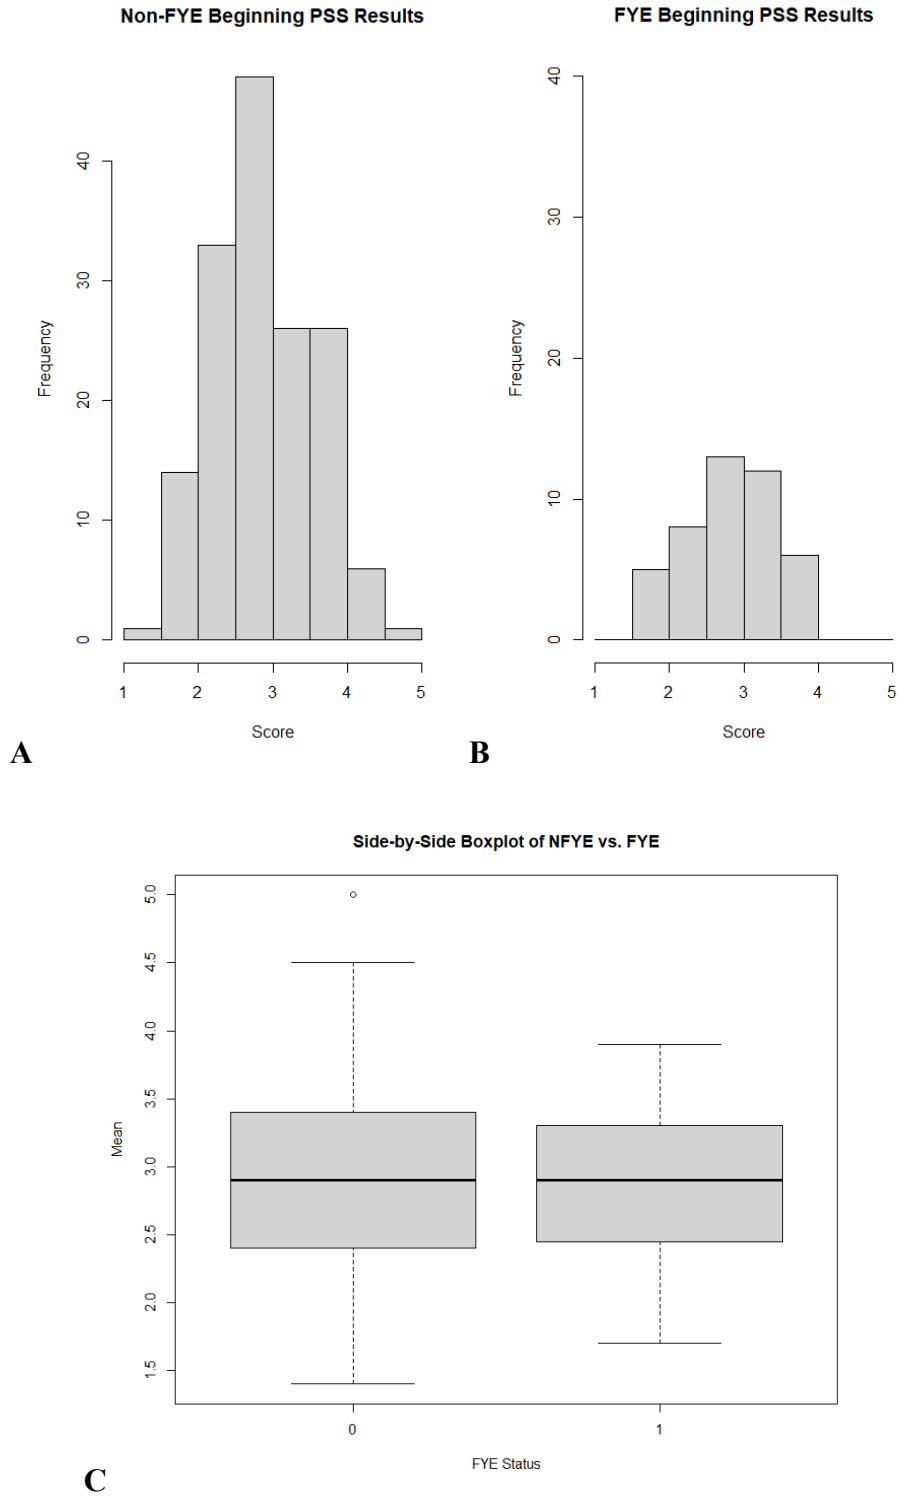 Non-FYE Beginning PSS Results
40
30
20
10
0
Frequency
1 2 3 4 5
Score
A
FYE Beginning PSS Results
40
30
20
10
0
Frequency
1 2 3 4 5
Score
B
Side-by-Side Boxplot of NFYE vs. FYE
5.0
4.5
4.0
3.5
3.0
2.5
2.0
1.5
Mean
0 1
FYE Status
C